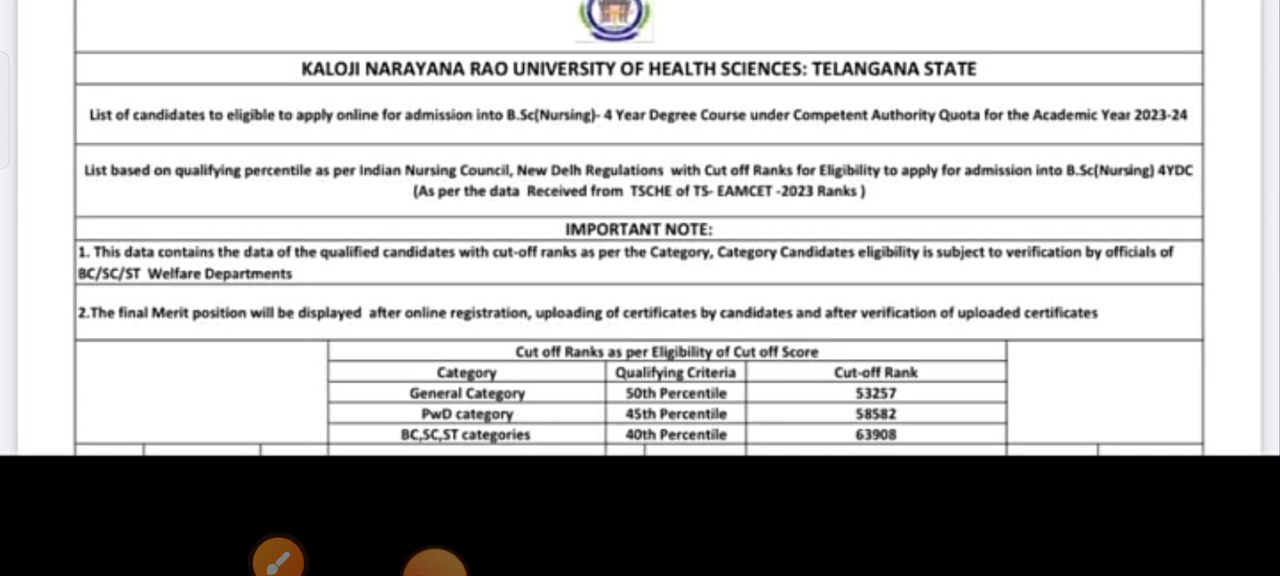 KALOJI NARAYANA RAO UNIVERSITY OF HEALTH SCIENCES: TELANGANA STATE
List of candidates to eligible to apply online for admission into B.Sc(Nursing)- 4 Year Degree Course under Competent Authority Quota for the Academic Year 2023-24
List based on qualifying percentile as per Indian Nursing Council, New Delh Regulations with Cut off Ranks for Eligibility to apply for admission into B.Sc(Nursing) 4YDC
(As per the data Received from TSCHE of TS- EAMCET -2023 Ranks )
IMPORTANT NOTE:
1. This data contains the data of the qualified candidates with cut-off ranks as per the Category, Category Candidates eligibility is subject to verification by officials of
BC/SC/ST Welfare Departments
2.The final Merit position will be displayed after online registration, uploading of certificates by candidates and after verification of uploaded certificates
Cut off Ranks as per Eligibility of Cut off Score
Category Qualifying Criteria Cut-off Rank
General Category 50th Percentile 53257
PwD category 45th Percentile 58582
BC,SC,ST categories 40th Percentile 63908